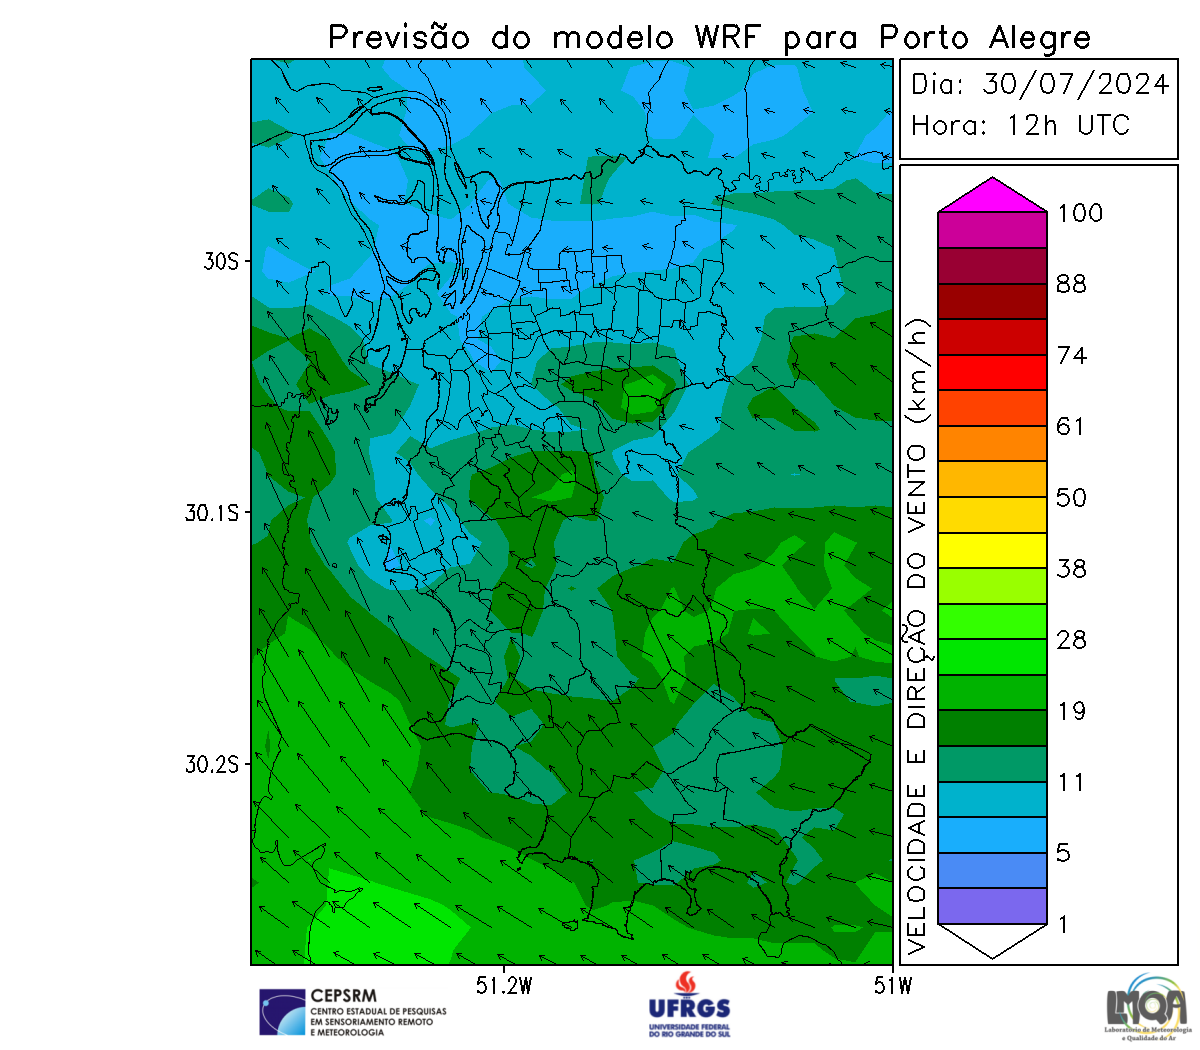 Previsão do modelo WRF para Porto Alegre
Dia: 30/07/2024
Hora: 12h UTC
VELOCIDADE E DIREÇÃO DO VENTO (km/h)
100
88
74
61
50
38
28
19
11
5
1
30S
30.1S
30.2S
51.2W
51W
CEPSRM
CENTRO ESTADUAL DE PESQUISAS
EM SENSORIAMENTO REMOTO
E METEOROLOGIA
UFRGS
UNIVERSIDADE FEDERAL
DO RIO GRANDE DO SUL
LMQA
Laboratório de Meteorologia
e Qualidade do Ar